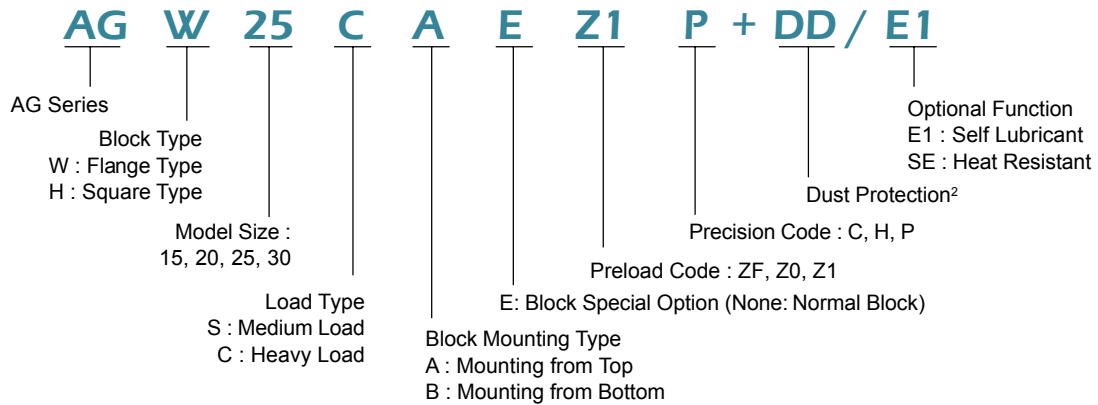 AG W 25 C A E Z1 P + DD / E1
AG Series
Block Type
W : Flange Type
H : Square Type
Model Size :
15, 20, 25, 30
Load Type
S : Medium Load
C : Heavy Load
Block Mounting Type
A : Mounting from Top
B : Mounting from Bottom
E: Block Special Option (None: Normal Block)
Preload Code : ZF, Z0, Z1
Precision Code : C, H, P
Dust Protection²
Optional Function
E1 : Self Lubricant
SE : Heat Resistant